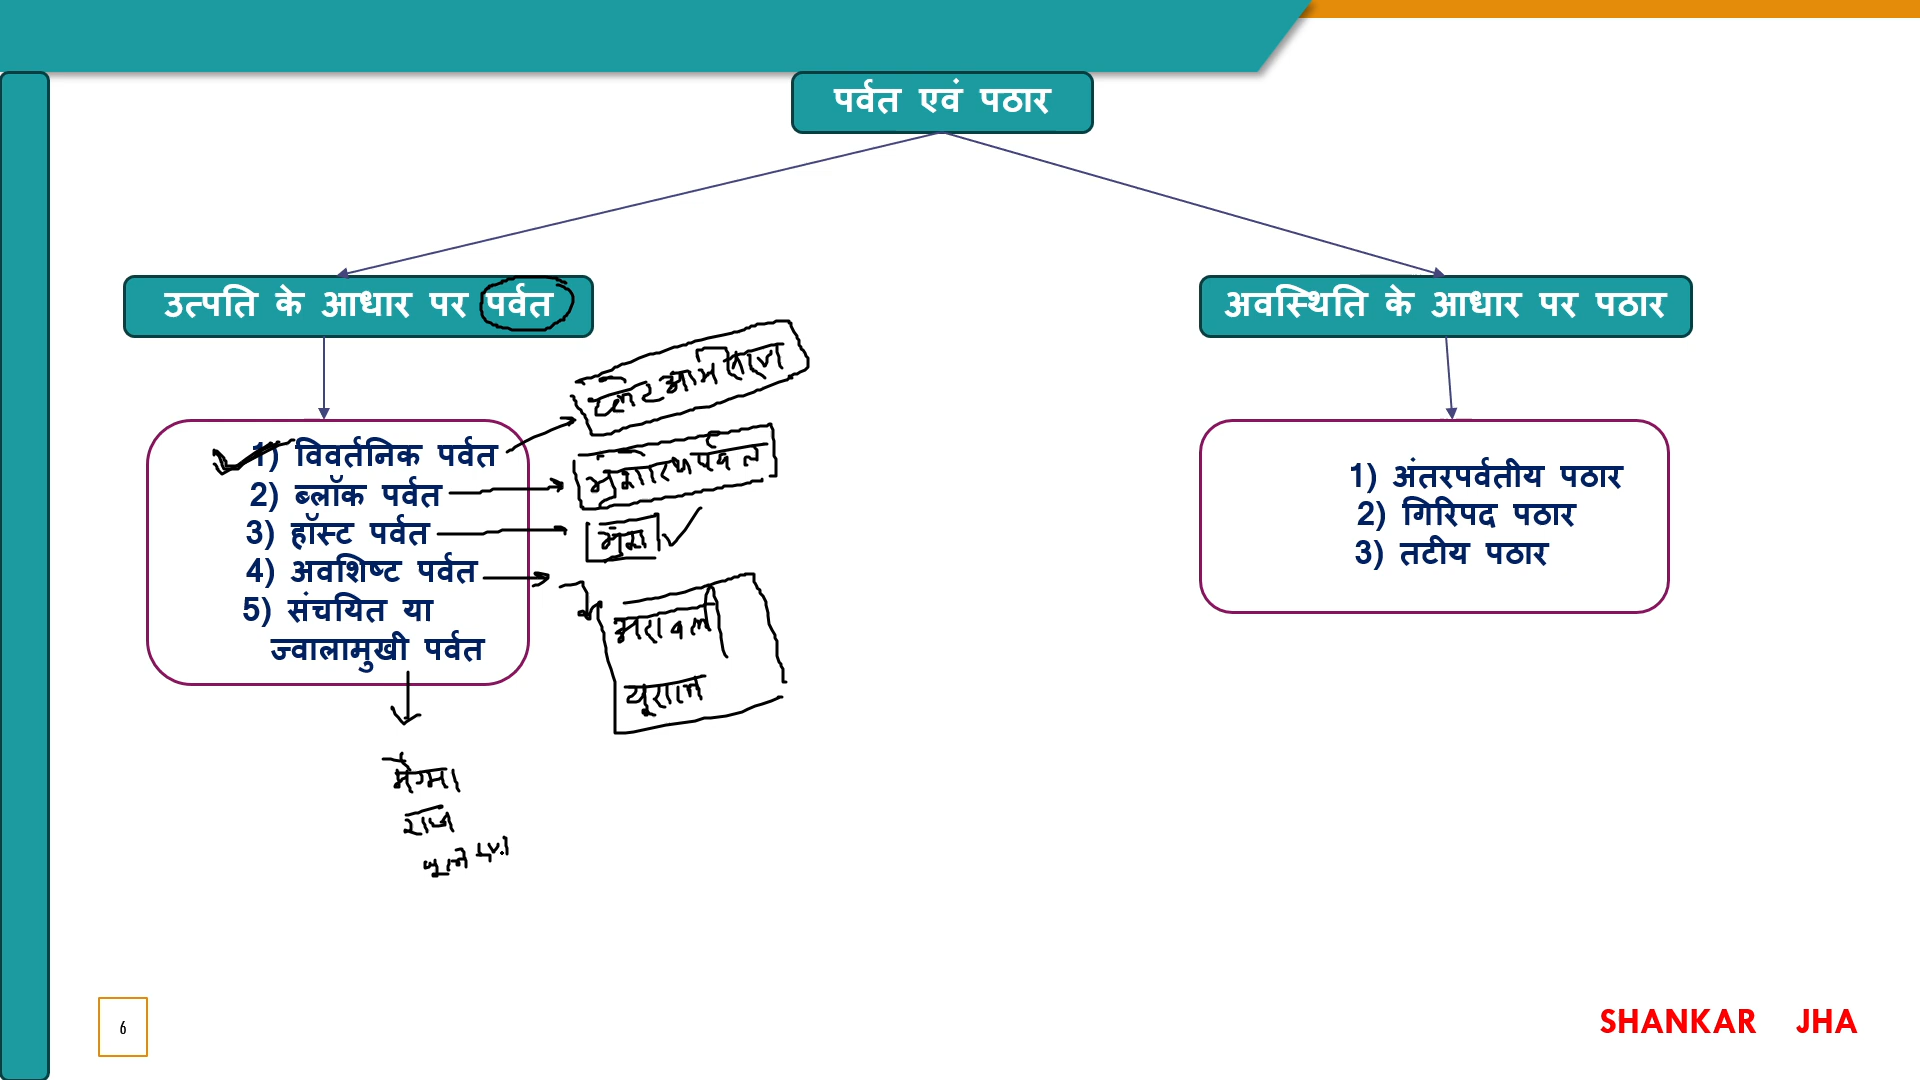 पर्वत एवं पठार
उत्पति के आधार पर पर्वत
अवस्थिति के आधार पर पठार
1) विवर्तनिक पर्वत
2) ब्लॉक पर्वत
3) हॉस्ट पर्वत
4) अवशिष्ट पर्वत
5) संचयित या
ज्वालामुखी पर्वत
प्लेट
भ्रंशोत्थ पर्वत
भ्रंश
अरावली
यूराल
मैग्मा
1) अंतरपर्वतीय पठार
2) गिरिपद पठार
3) तटीय पठार
6
SHANKAR JHA